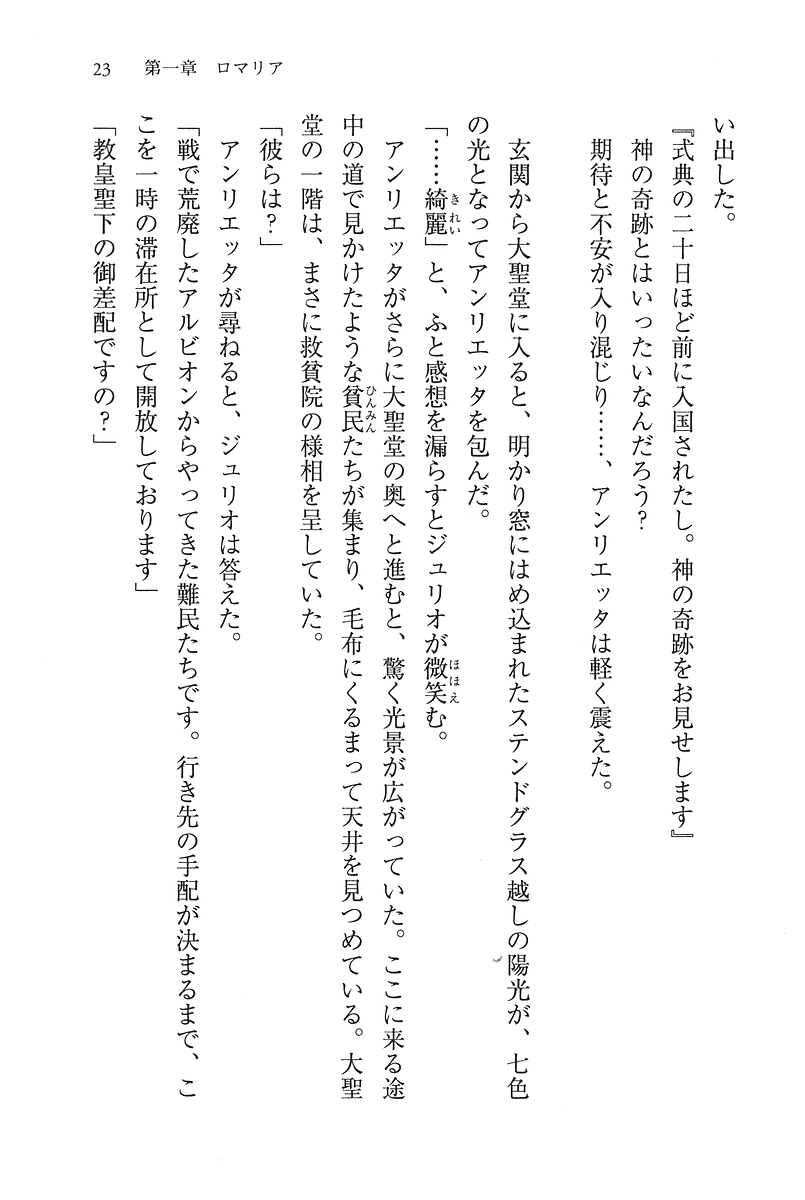 23 第一章 ロマリア
い出した。
『式典の二十日ほど前に入国されたし。神の奇跡をお見せします』
神の奇跡とはいったいなんだろう?
期待と不安が入り混じり……、アンリエッタは軽く震えた。
玄関から大聖堂に入ると、明かり窓にはめ込まれたステンドグラス越しの陽光が、七色
の光となってアンリエッタを包んだ。
「……綺麗」と、ふと感想を漏らすとジュリオが微笑む。
アンリエッタがさらに大聖堂の奥へと進むと、驚く光景が広がっていた。ここに来る途
中の道で見かけたような貧民たちが集まり、毛布にくるまって天井を見つめている。大聖
堂の一階は、まさに救貧院の様相を呈していた。
「彼らは?」
アンリエッタが尋ねると、ジュリオは答えた。
「戦で荒廃したアルビオンからやってきた難民たちです。行き先の手配が決まるまで、こ
こを一時の滞在所として開放しております」
「教皇聖下の御差配ですの?」